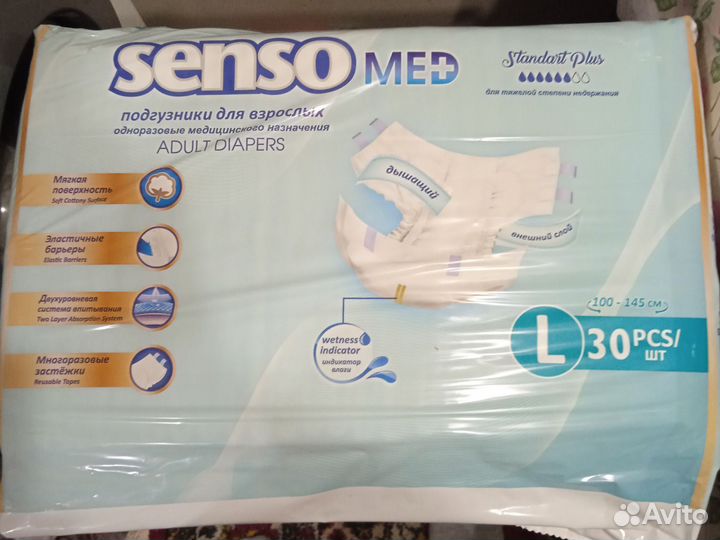 senso MED
Standart Plus
для тяжелой степени недержания
подгузники для взрослых
одноразовые медицинского назначения
ADULT DIAPERS
Мягкая
поверхность
Soft Cottony Surface
Эластичные
барьеры
Elastic Barriers
Двухуровневая
система впитывания
Two Layer Absorption System
Многоразовые
застёжки
Reusable Tapes
дышащий
внешний слой
wetness
indicator
индикатор
влаги
100 - 145 см
L 30 PCS/
шт
Avito